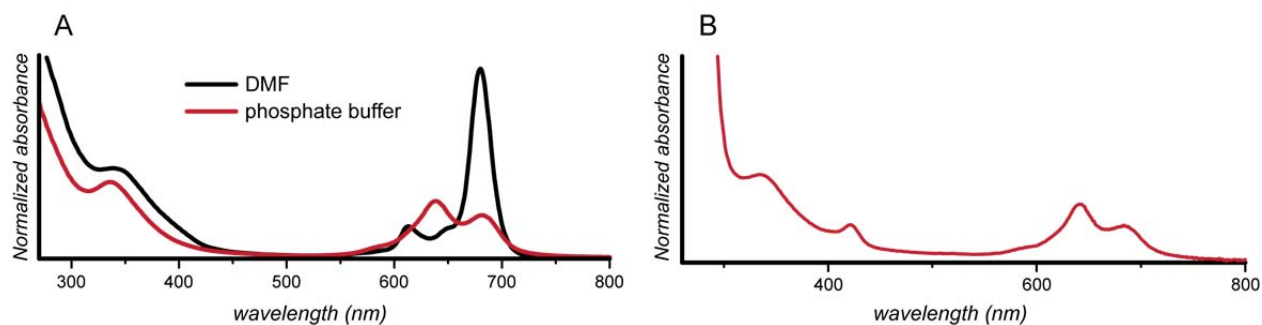 A
B
Normalized absorbance
DMF
phosphate buffer
300 400 500 600 700 800
wavelength (nm)
Normalized absorbance
400 600 800
wavelength (nm)